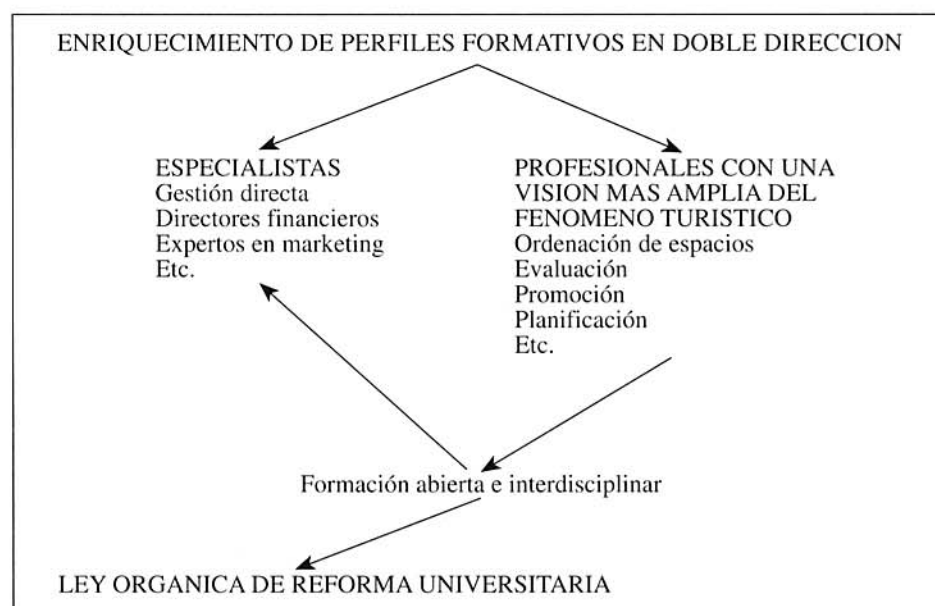 ENRIQUECIMIENTO DE PERFILES FORMATIVOS EN DOBLE DIRECCION
ESPECIALISTAS
Gestión directa
Directores financieros
Expertos en marketing
Etc.
PROFESIONALES CON UNA
VISION MAS AMPLIA DEL
FENOMENO TURISTICO
Ordenación de espacios
Evaluación
Promoción
Planificación
Etc.
Formación abierta e interdisciplinar
LEY ORGANICA DE REFORMA UNIVERSITARIA